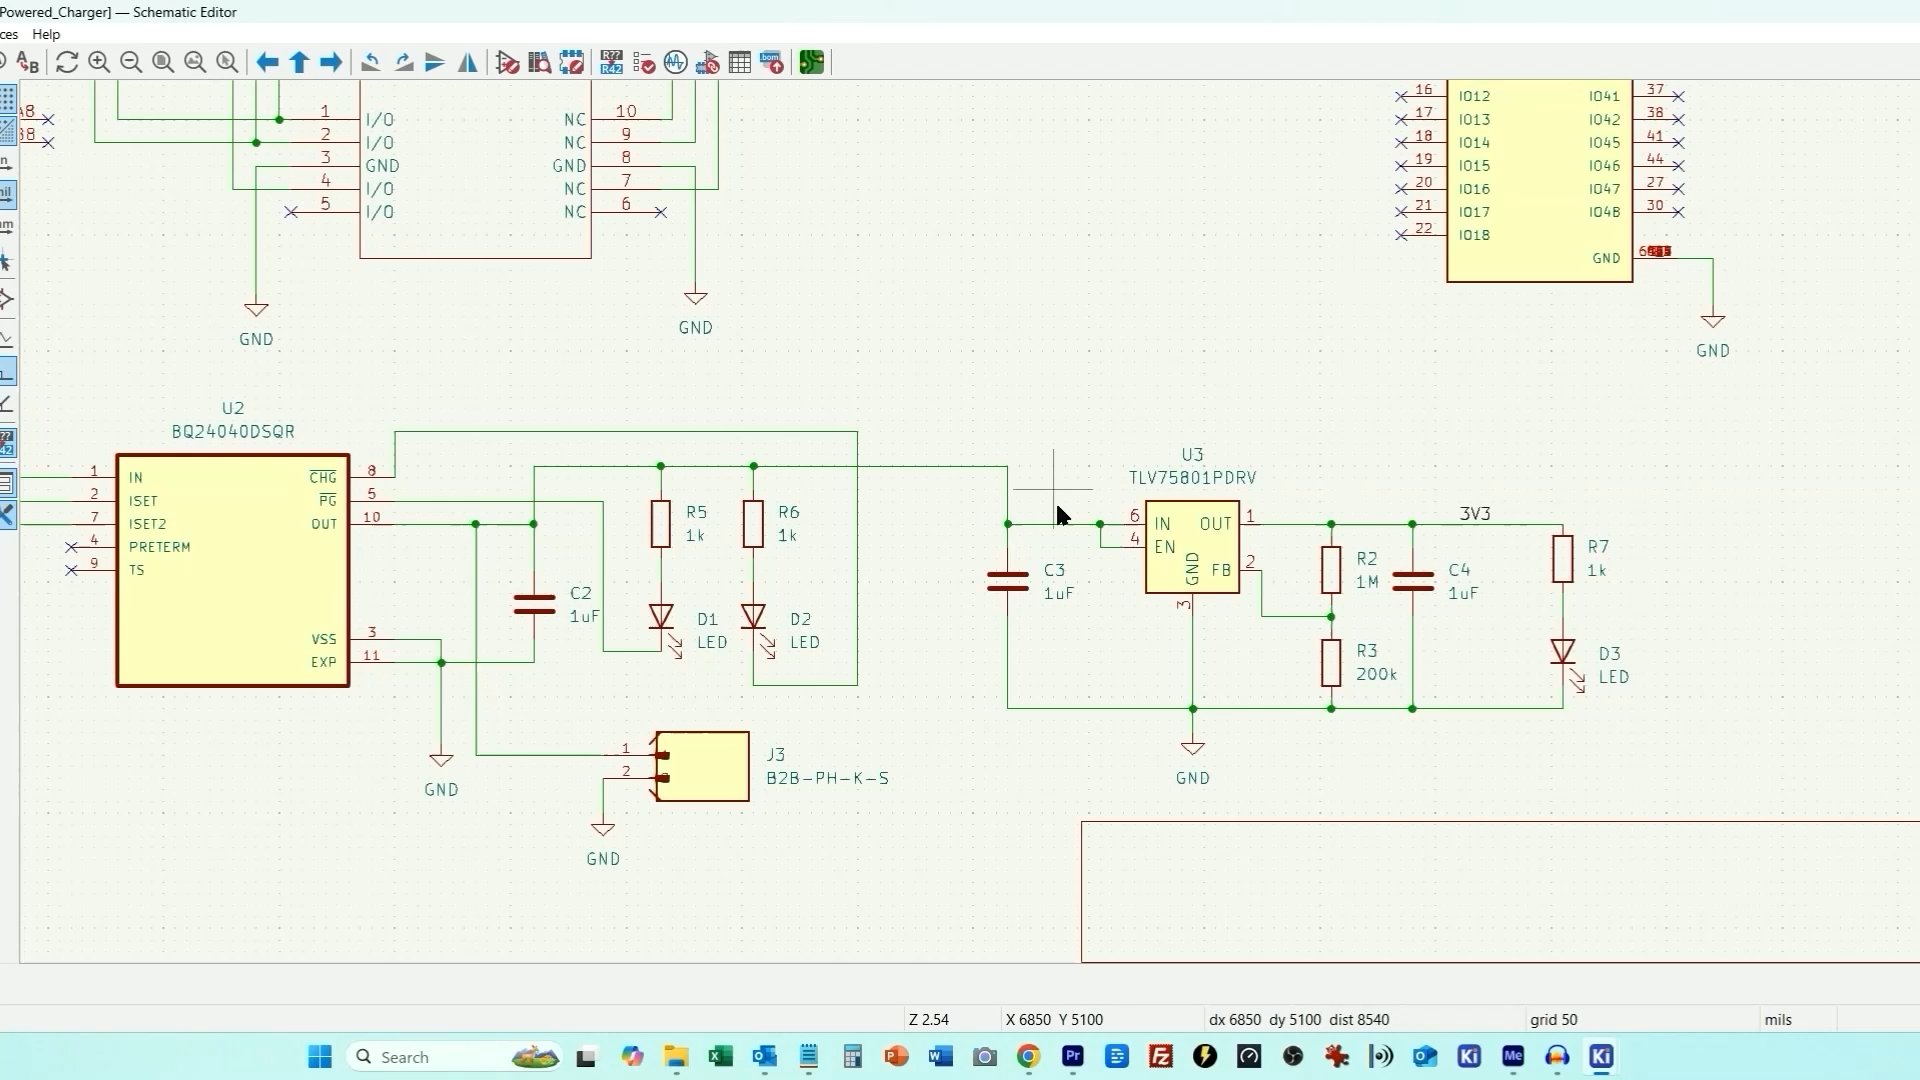 Powered_Charger] — Schematic Editor
ces Help
A8
B8
1 I/O
2 I/O
3 GND
4 I/O
5 I/O
NC 10
NC 9
GND 8
NC 7
NC 6
GND
GND
16 IO12
17 IO13
18 IO14
19 IO15
20 IO16
21 IO17
22 IO18
IO41 37
IO42 38
IO45 41
IO46 44
IO47 27
IO48 30
GND
GND
U2
BQ24040DSQR
1 IN
2 ISET
7 ISET2
4 PRETERM
9 TS
CHG 8
PG 5
OUT 10
VSS 3
EXP 11
GND
C2
1uF
R5
1k
R6
1k
D1
LED
D2
LED
1
2
J3
B2B-PH-K-S
GND
C3
1uF
U3
TLV75801PDRV
6 IN
4 EN
OUT 1
FB 2
GND
3
GND
R2
1M
R3
200k
C4
1uF
3V3
R7
1k
D3
LED
Z 2.54
X 6850 Y 5100
dx 6850 dy 5100 dist 8540
grid 50
mils
Search